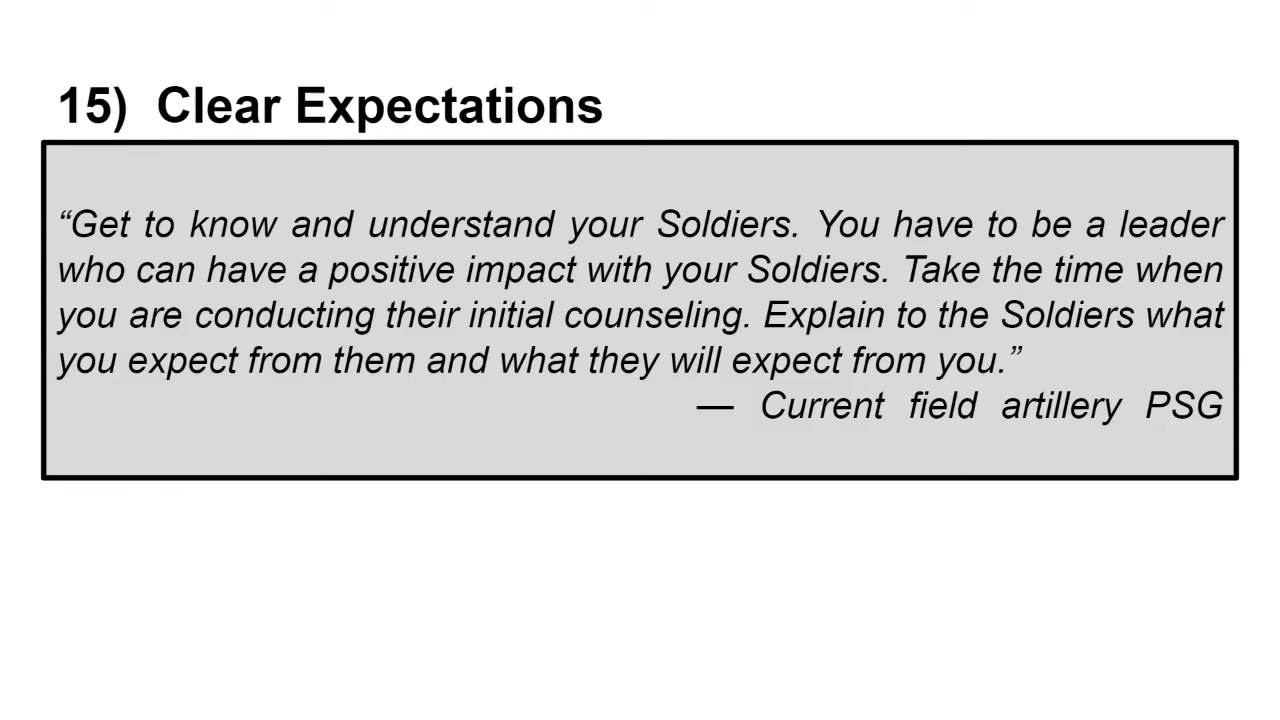 15) Clear Expectations
“Get to know and understand your Soldiers. You have to be a leader
who can have a positive impact with your Soldiers. Take the time when
you are conducting their initial counseling. Explain to the Soldiers what
you expect from them and what they will expect from you.”
— Current field artillery PSG